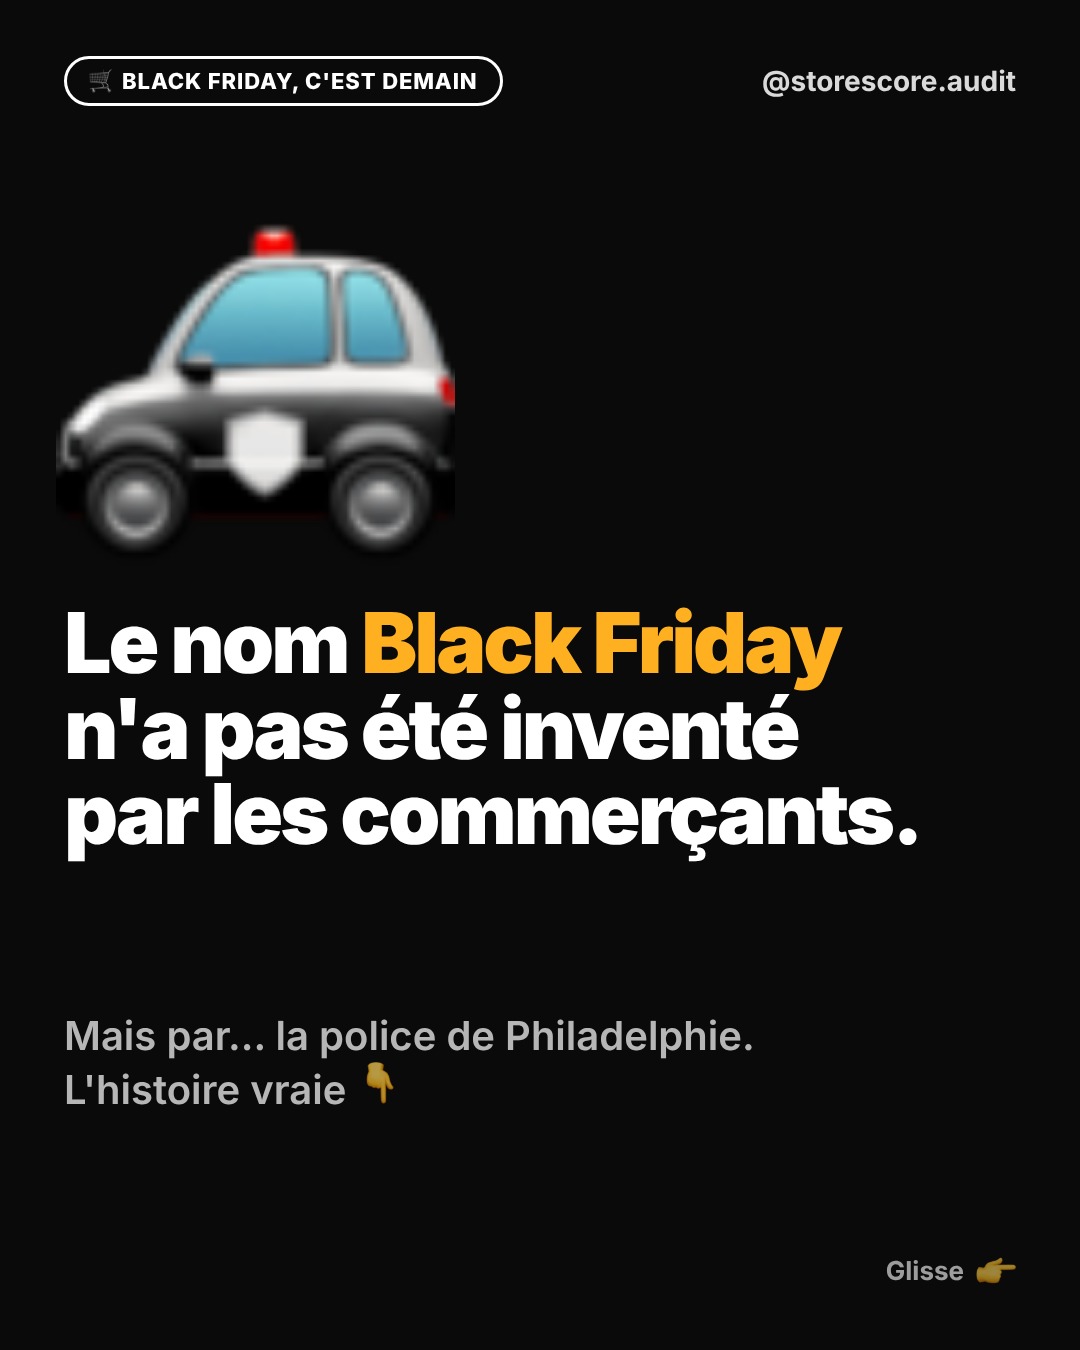 🛒 BLACK FRIDAY, C'EST DEMAIN
@storescore.audit
Le nom Black Friday
n'a pas été inventé
par les commerçants.
Mais par... la police de Philadelphie.
L'histoire vraie 👇
Glisse 👉